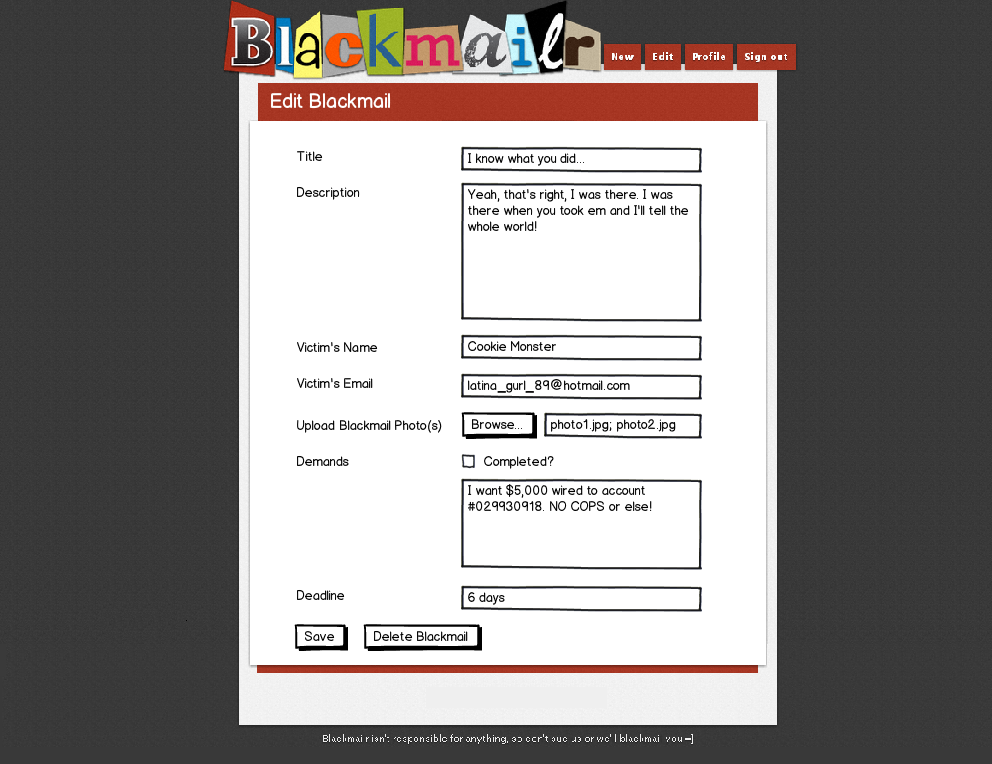 Blackmailr
New Edit Profile Sign out
Edit Blackmail
Title
I know what you did...
Description
Yeah, that's right, I was there. I was
there when you took em and I'll tell the
whole world!
Victim's Name
Cookie Monster
Victim's Email
latina_gurl_89@hotmail.com
Upload Blackmail Photo(s)
Browse...
photo1.jpg; photo2.jpg
Demands
Completed?
I want $5,000 wired to account
#029930918. NO COPS or else!
Deadline
6 days
Save
Delete Blackmail
Blackmailr isn't responsible for anything, so don't sue us or we'll blackmail you =]